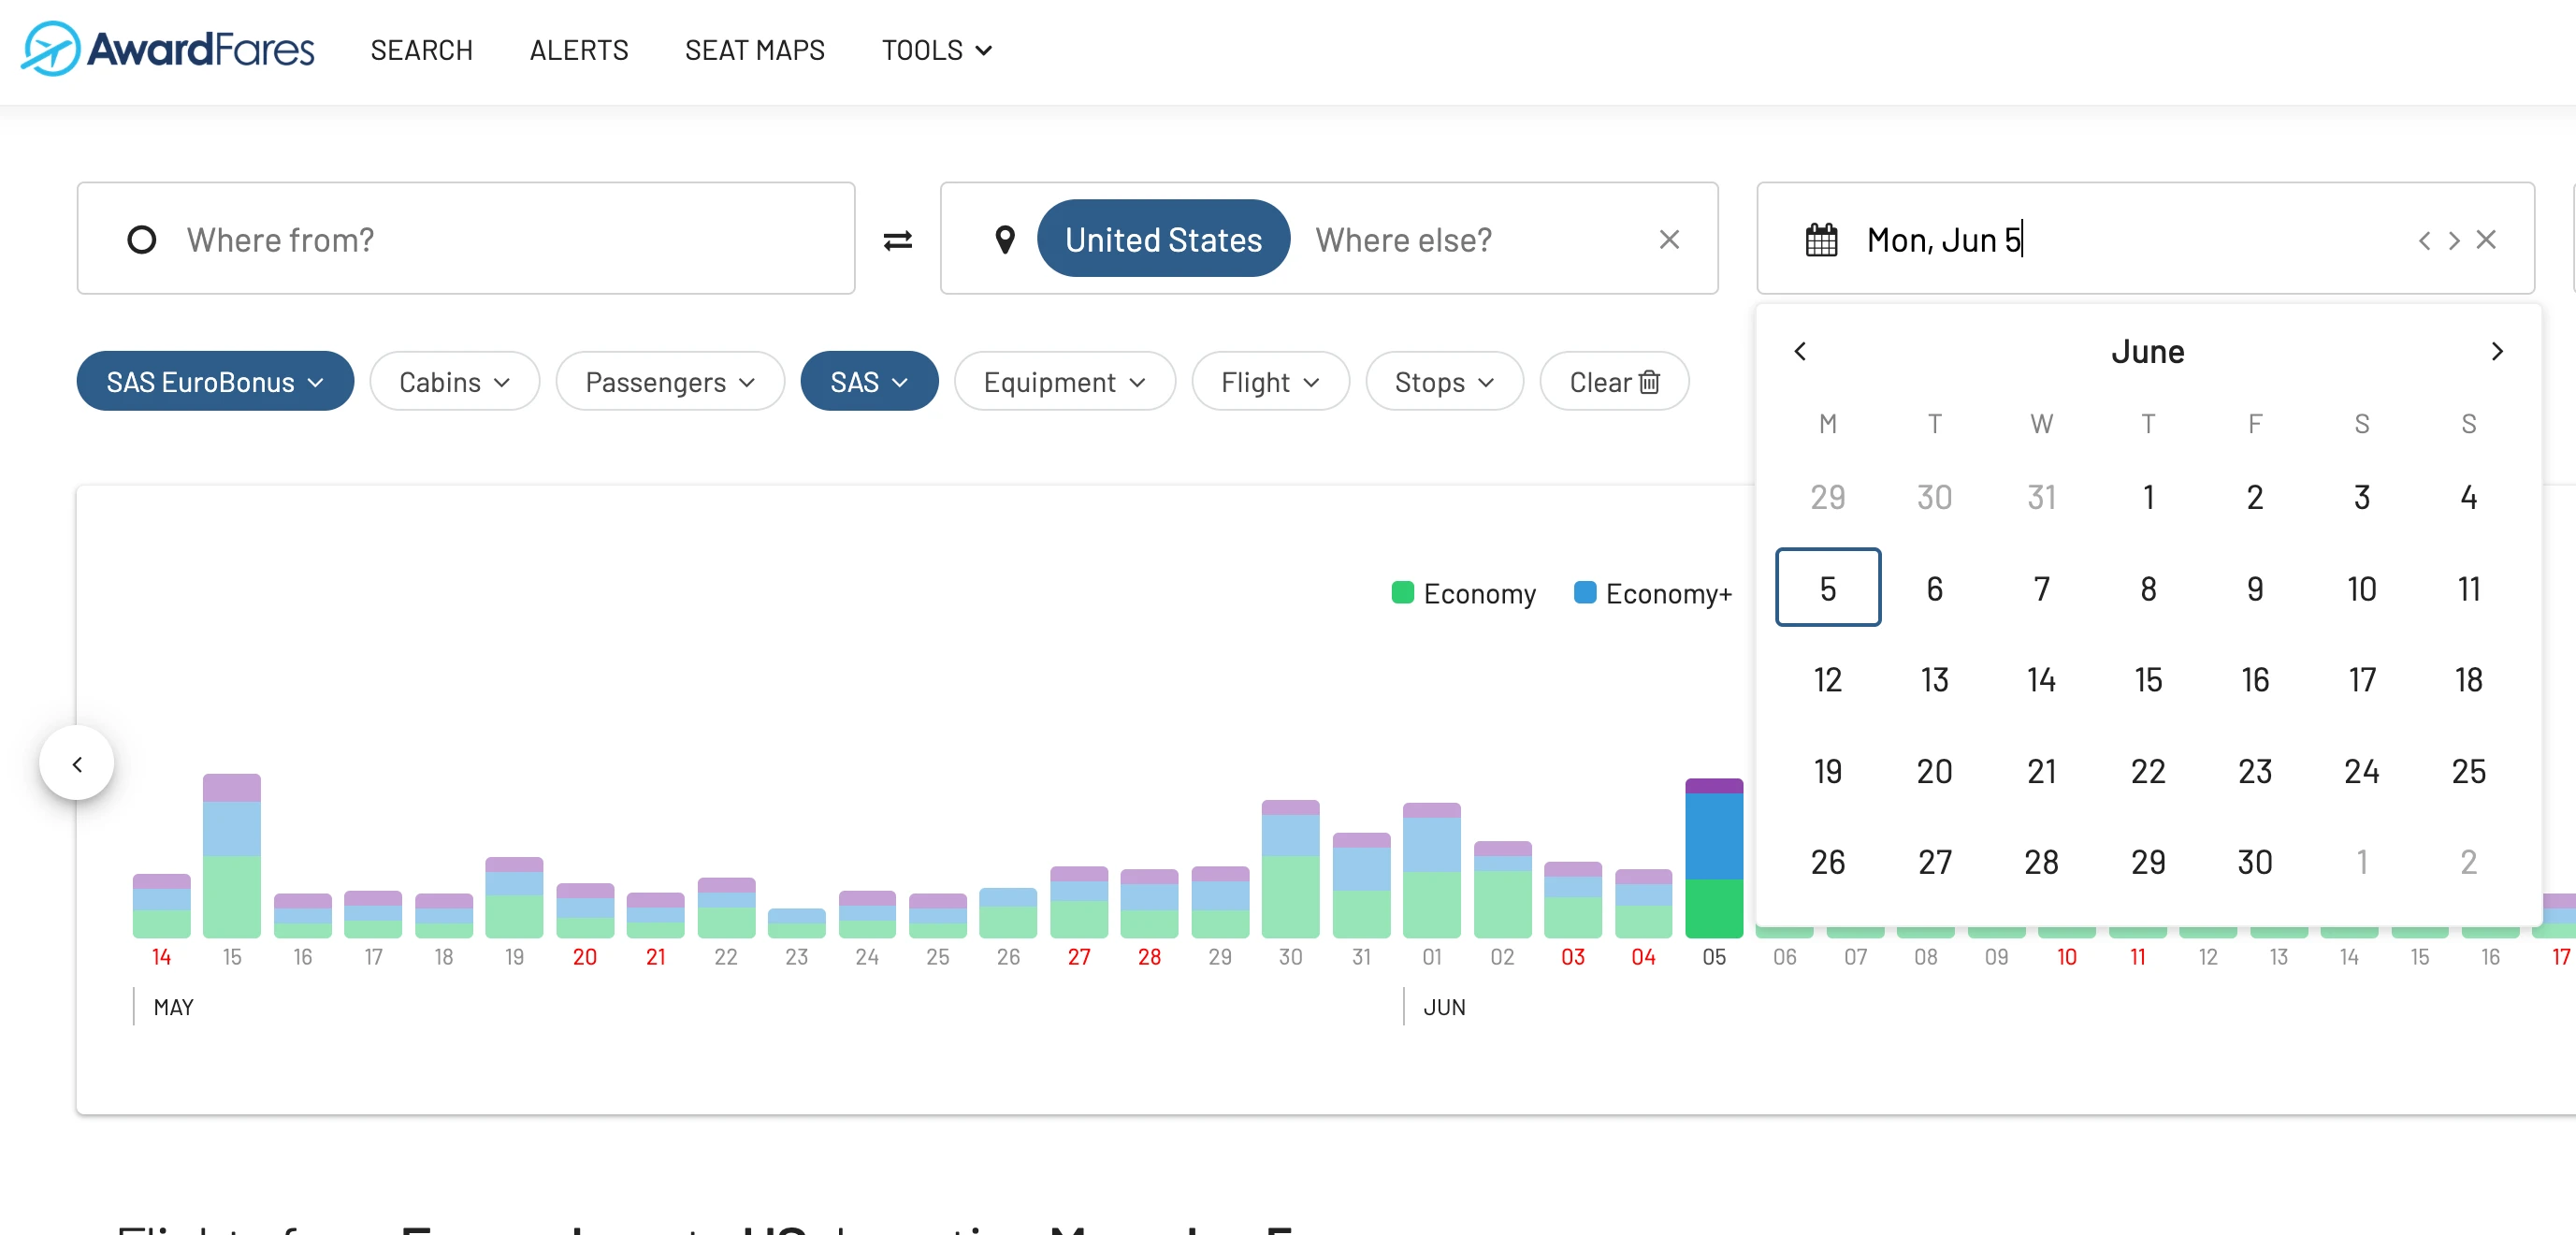 AwardFares SEARCH ALERTS SEAT MAPS TOOLS
Where from? United States Where else? Mon, Jun 5
SAS EuroBonus Cabins Passengers SAS Equipment Flight Stops Clear
June
M T W T F S S
29 30 31 1 2 3 4
5 6 7 8 9 10 11
12 13 14 15 16 17 18
19 20 21 22 23 24 25
26 27 28 29 30 1 2
Economy Economy+
14 15 16 17 18 19 20 21 22 23 24 25 26 27 28 29 30 31 01 02 03 04 05 06 07 08 09 10 11 12 13 14 15 16 17
MAY JUN